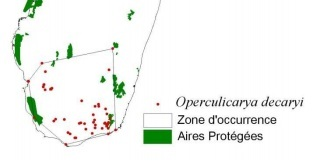 Operculicarya decaryi
Zone d'occurrence
Aires Protégées